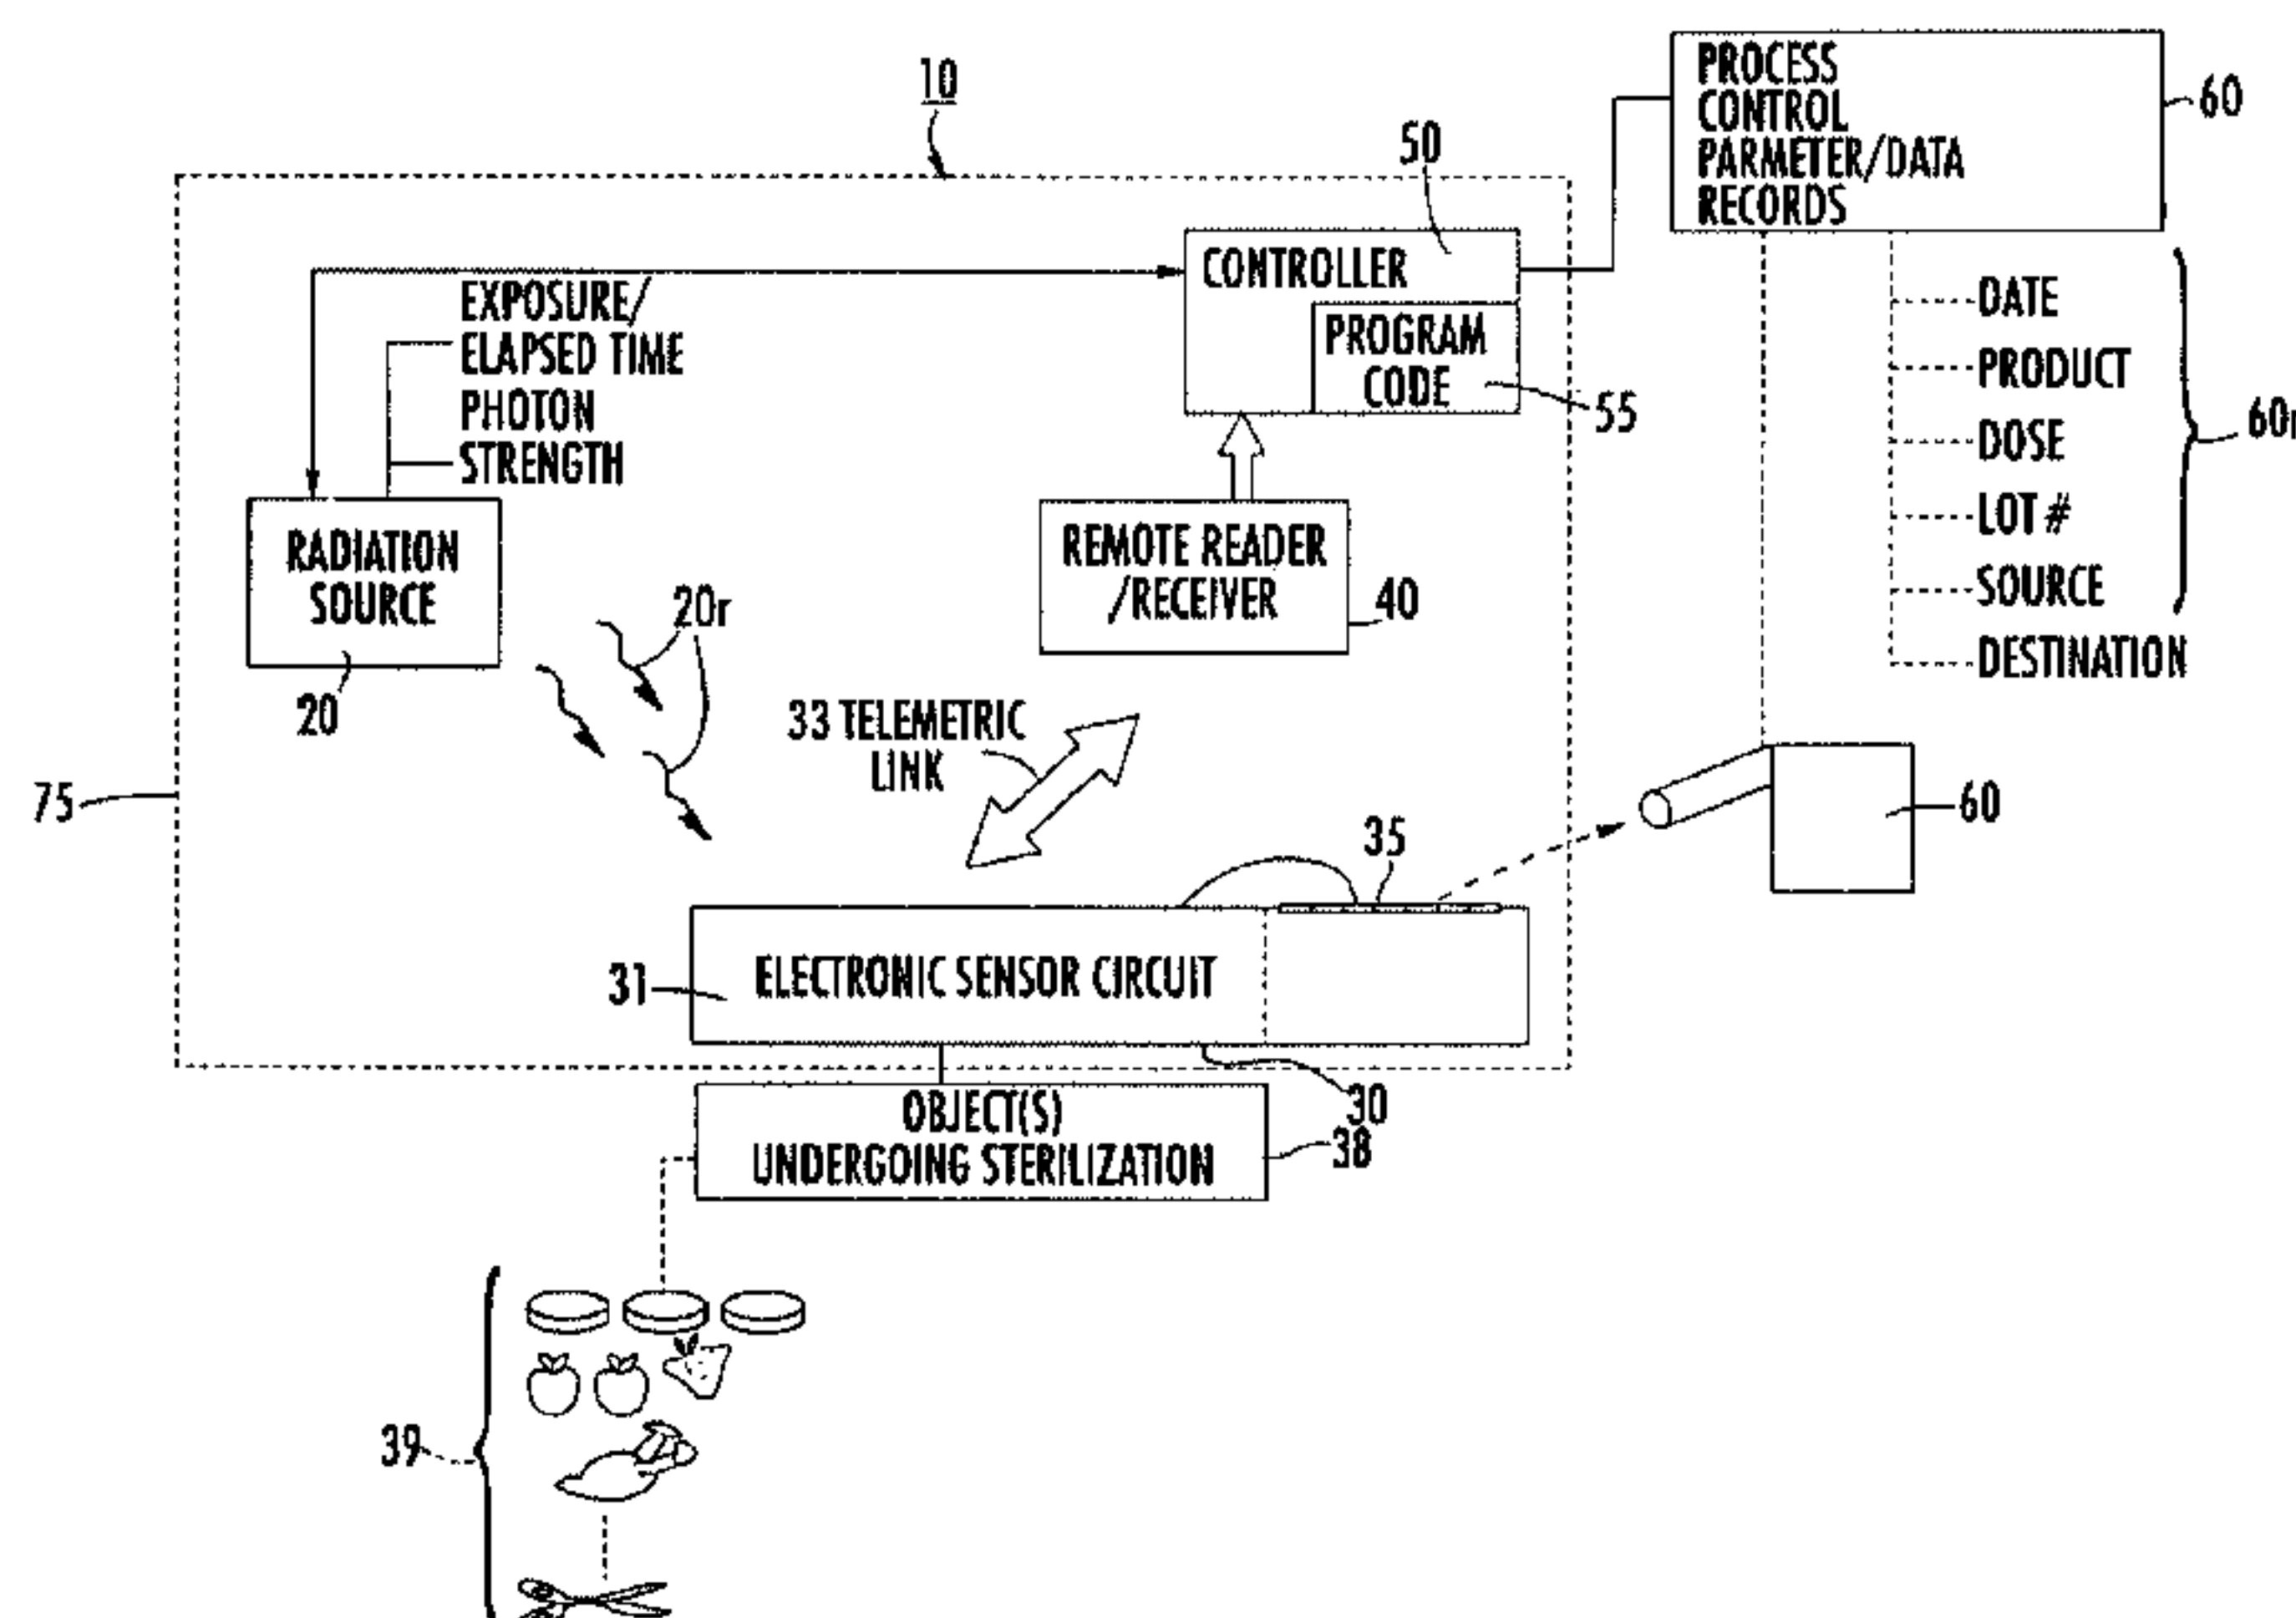 10
PROCESS
CONTROL
PARMETER/DATA
RECORDS
60
50
CONTROLLER
PROGRAM
CODE
55
EXPOSURE/
ELAPSED TIME
PHOTON
STRENGTH
DATE
PRODUCT
DOSE
LOT #
SOURCE
DESTINATION
RADIATION
SOURCE
20
20r
REMOTE READER
/RECEIVER
40
33 TELEMETRIC
LINK
75
35
60
31
ELECTRONIC SENSOR CIRCUIT
30
OBJECT(S)
UNDERGOING STERILIZATION
38
39